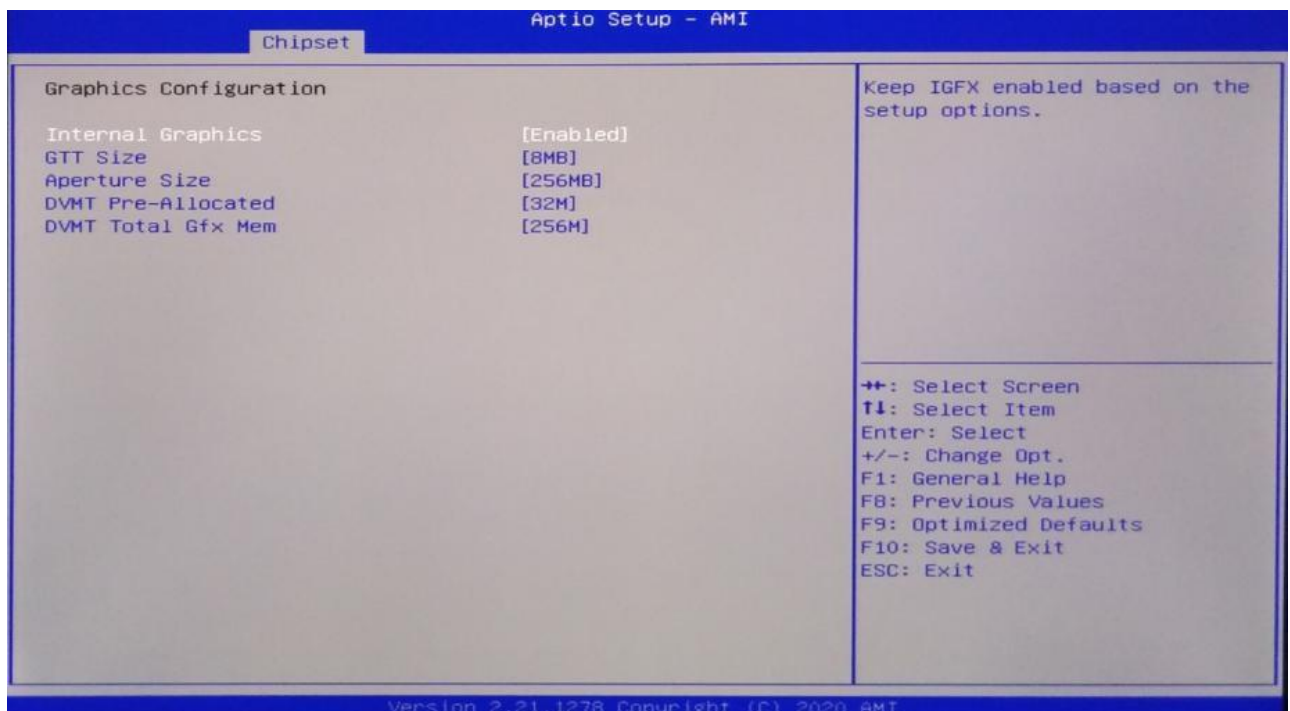 Aptio Setup - AMI
Chipset
Graphics Configuration
Internal Graphics [Enabled]
GTT Size [8MB]
Aperture Size [256MB]
DVMT Pre-Allocated [32M]
DVMT Total Gfx Mem [256M]
Keep IGFX enabled based on the
setup options.
→←: Select Screen
↑↓: Select Item
Enter: Select
+/-: Change Opt.
F1: General Help
F8: Previous Values
F9: Optimized Defaults
F10: Save & Exit
ESC: Exit
Version 2.21.1278 Copyright (C) 2020 AMI